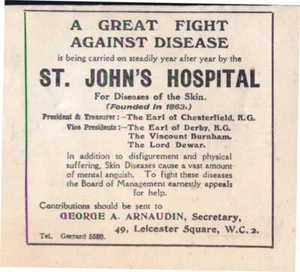 A GREAT FIGHT
AGAINST DISEASE
is being carried on steadily year after year by the
ST. JOHN'S HOSPITAL
For Diseases of the Skin.
(Founded in 1863.)
President & Treasurer:—The Earl of Chesterfield, K.G.
Vice Presidents:—The Earl of Derby, K.G.
The Viscount Burnham.
The Lord Dewar.
In addition to disfigurement and physical
suffering, Skin Diseases cause a vast amount
of mental anguish. To fight these diseases
the Board of Management earnestly appeals
for help.
Contributions should be sent to
GEORGE A. ARNAUDIN, Secretary,
49, Leicester Square, W.C.2.
Tel. Gerrard 5580.